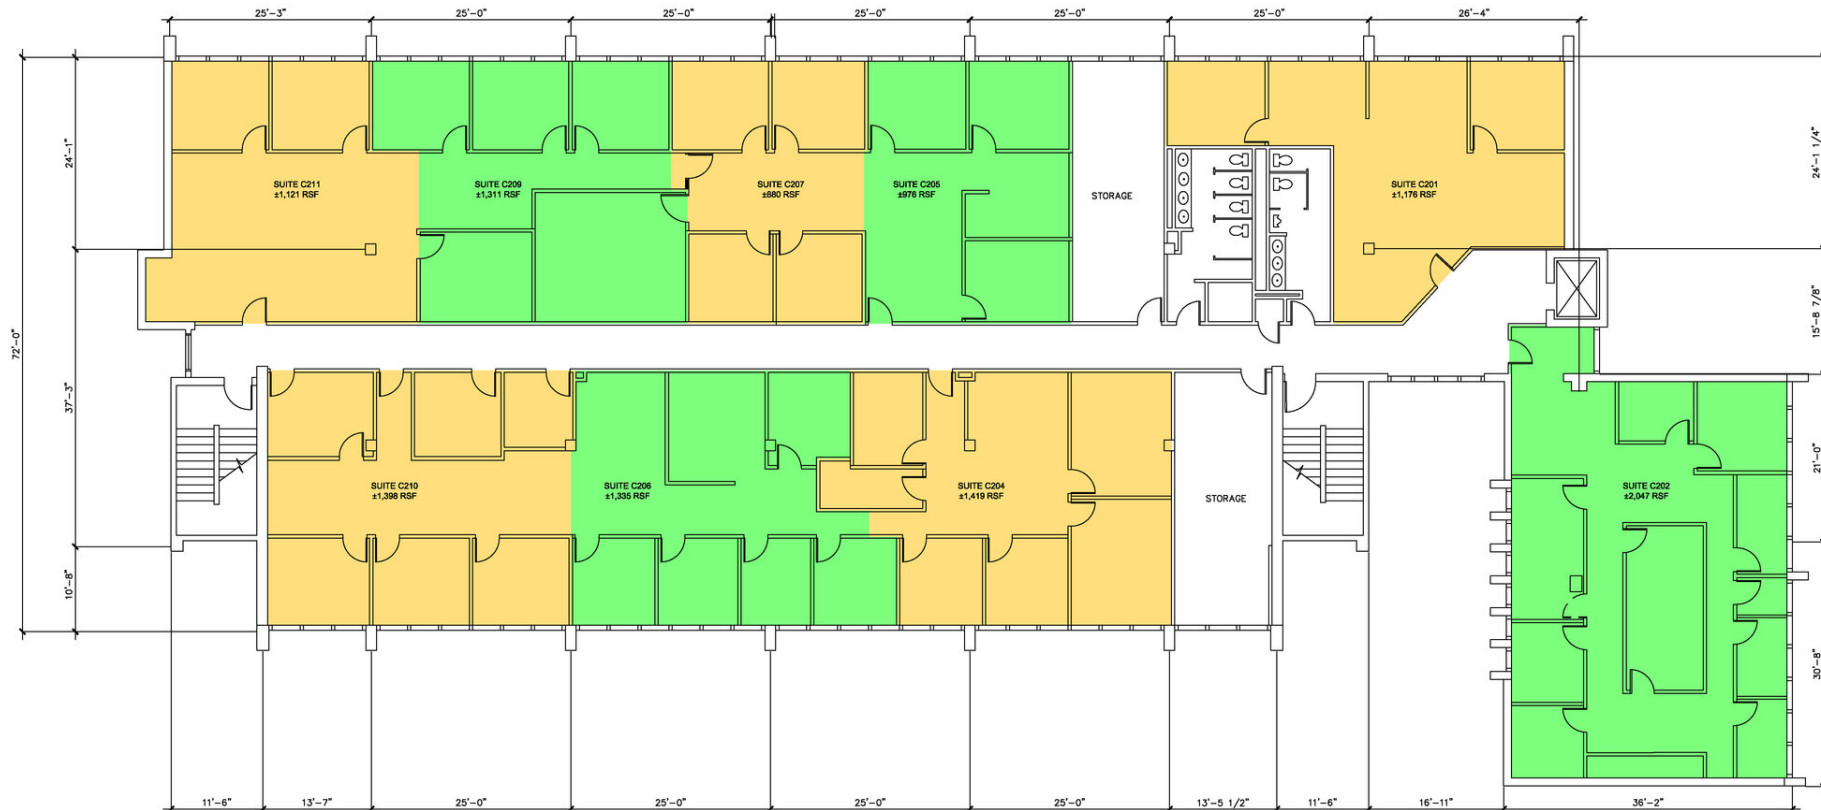 25'-3"
25'-0"
25'-0"
25'-0"
25'-0"
25'-0"
26'-4"
72'-0"
24'-1"
37'-3"
10'-8"
SUITE C211
±1,121 RSF
SUITE C209
±1,311 RSF
SUITE C207
±880 RSF
SUITE C205
±976 RSF
STORAGE
SUITE C201
±1,176 RSF
24'-1 1/4"
15'-8 7/8"
21'-0"
30'-8"
SUITE C210
±1,398 RSF
SUITE C206
±1,335 RSF
SUITE C204
±1,419 RSF
STORAGE
SUITE C202
±2,047 RSF
11'-6"
13'-7"
25'-0"
25'-0"
25'-0"
25'-0"
13'-5 1/2"
11'-6"
16'-11"
36'-2"